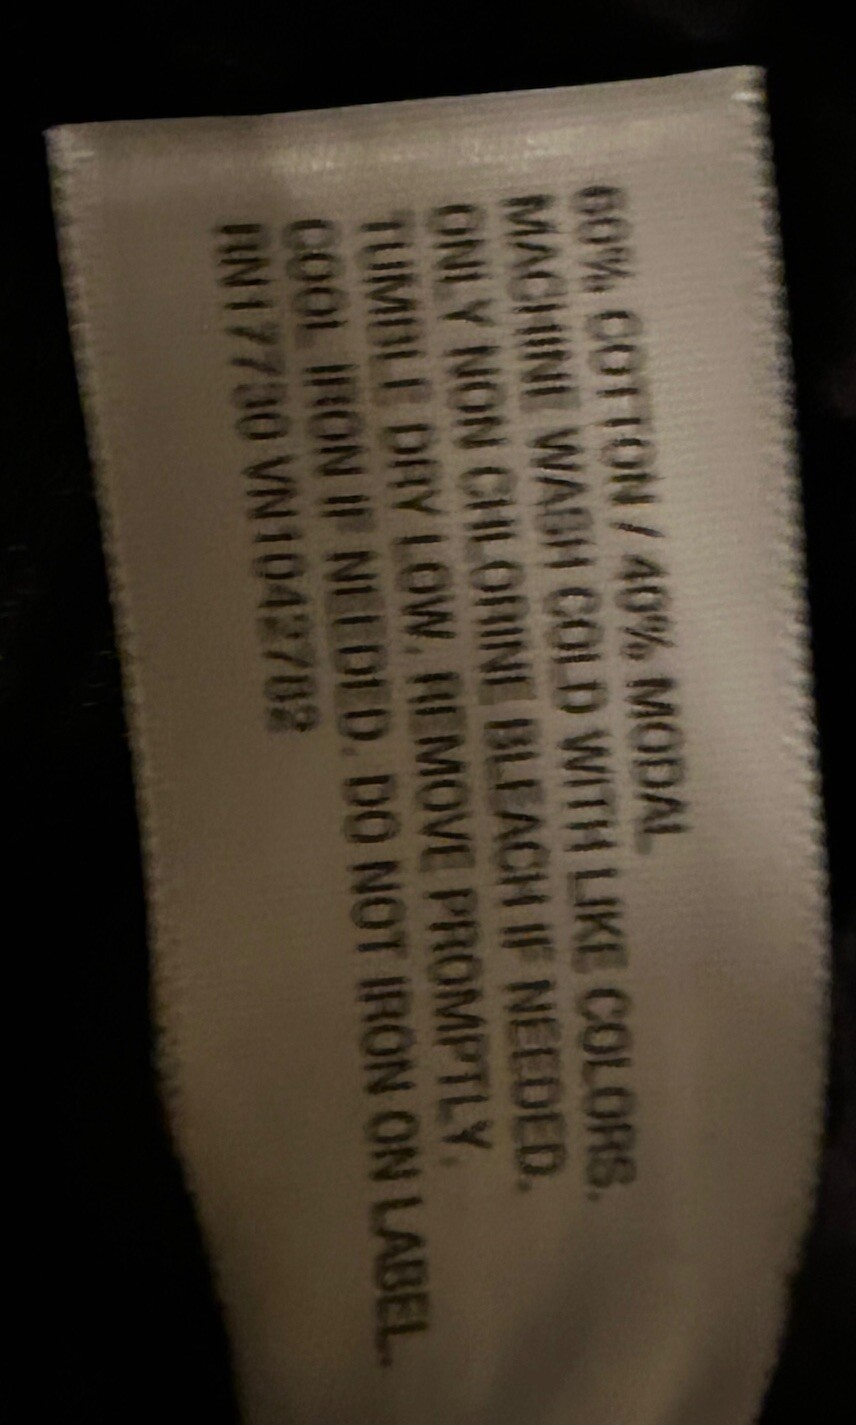 60% COTTON / 40% MODAL
MACHINE WASH COLD WITH LIKE COLORS.
ONLY NON CHLORINE BLEACH IF NEEDED.
TUMBLE DRY LOW. REMOVE PROMPTLY.
COOL IRON IF NEEDED. DO NOT IRON ON LABEL.